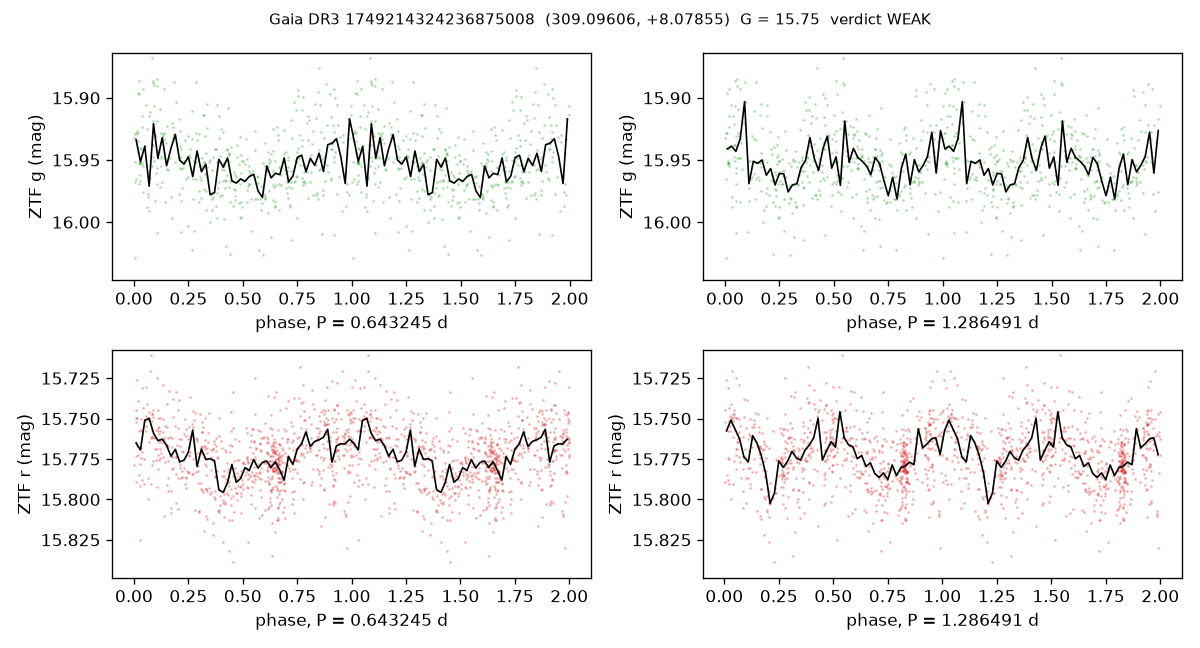 Gaia DR3 1749214324236875008  (309.09606, +8.07855)  G = 15.75  verdict WEAK
ZTF g (mag)
15.90
15.95
16.00
0.00 0.25 0.50 0.75 1.00 1.25 1.50 1.75 2.00
phase, P = 0.643245 d
ZTF g (mag)
15.90
15.95
16.00
0.00 0.25 0.50 0.75 1.00 1.25 1.50 1.75 2.00
phase, P = 1.286491 d
ZTF r (mag)
15.725
15.750
15.775
15.800
15.825
0.00 0.25 0.50 0.75 1.00 1.25 1.50 1.75 2.00
phase, P = 0.643245 d
ZTF r (mag)
15.725
15.750
15.775
15.800
15.825
0.00 0.25 0.50 0.75 1.00 1.25 1.50 1.75 2.00
phase, P = 1.286491 d